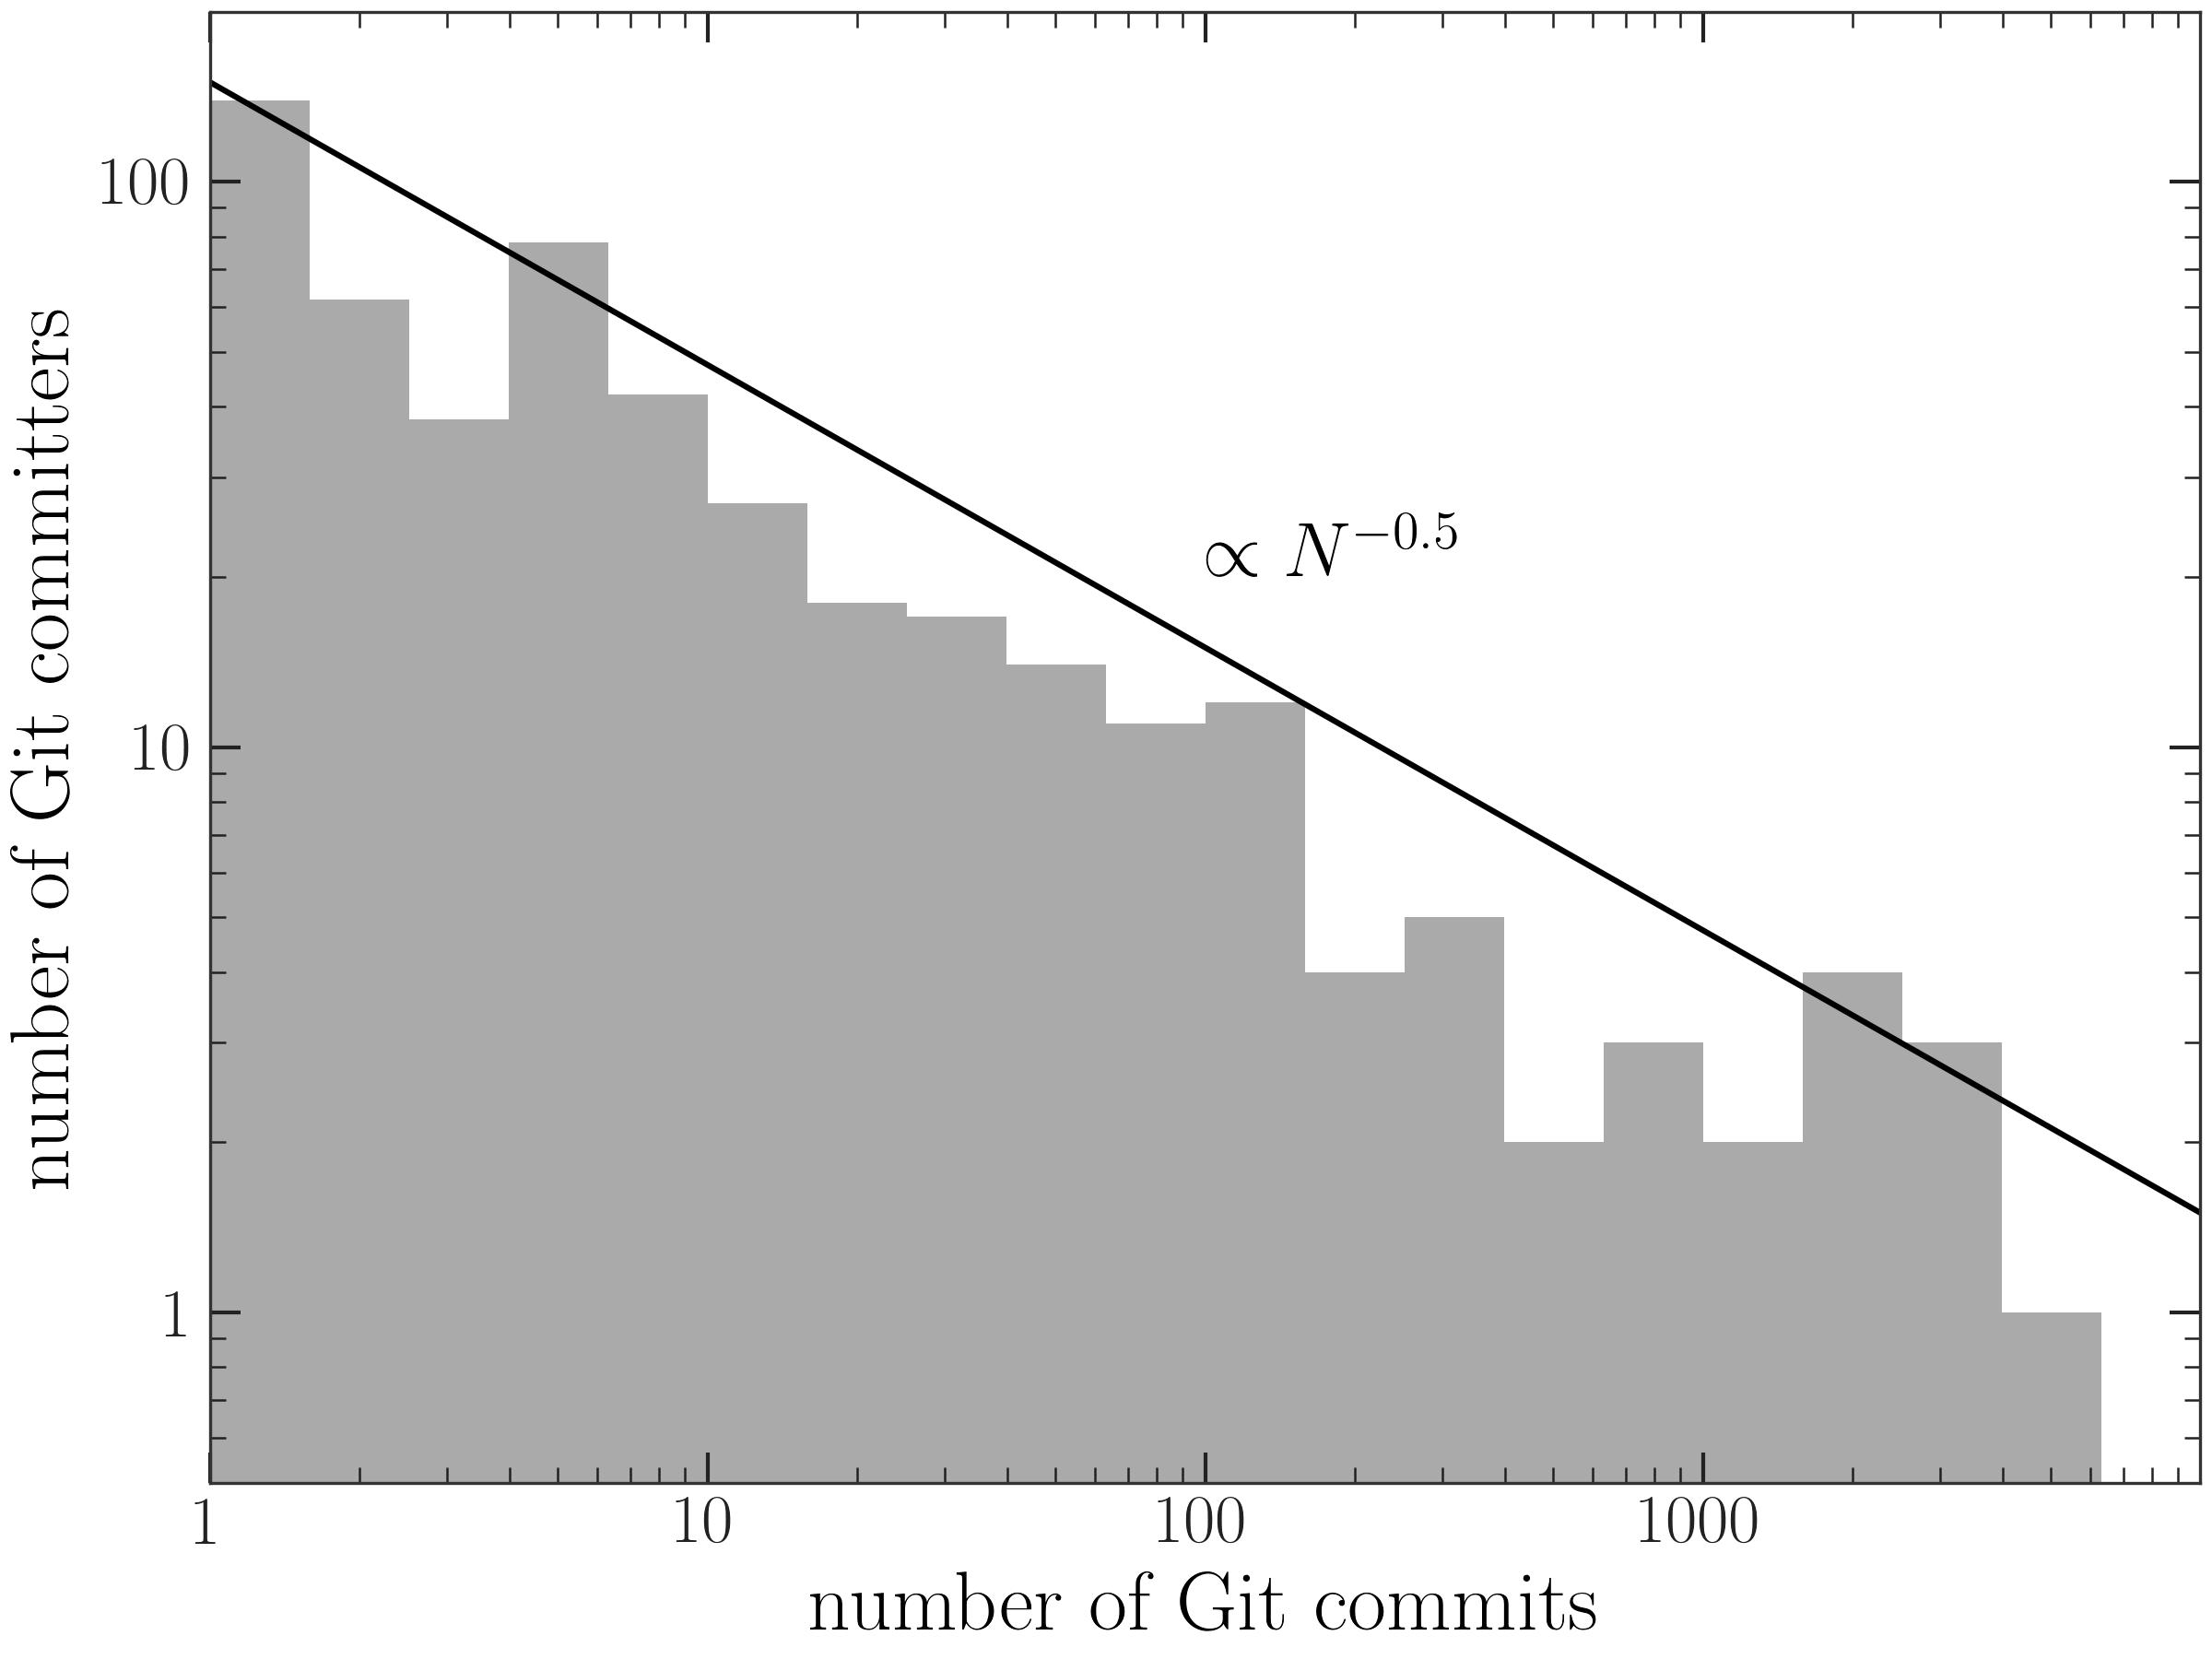 number of Git committers
100
10
1
∝ N^−0.5
1 10 100 1000
number of Git commits